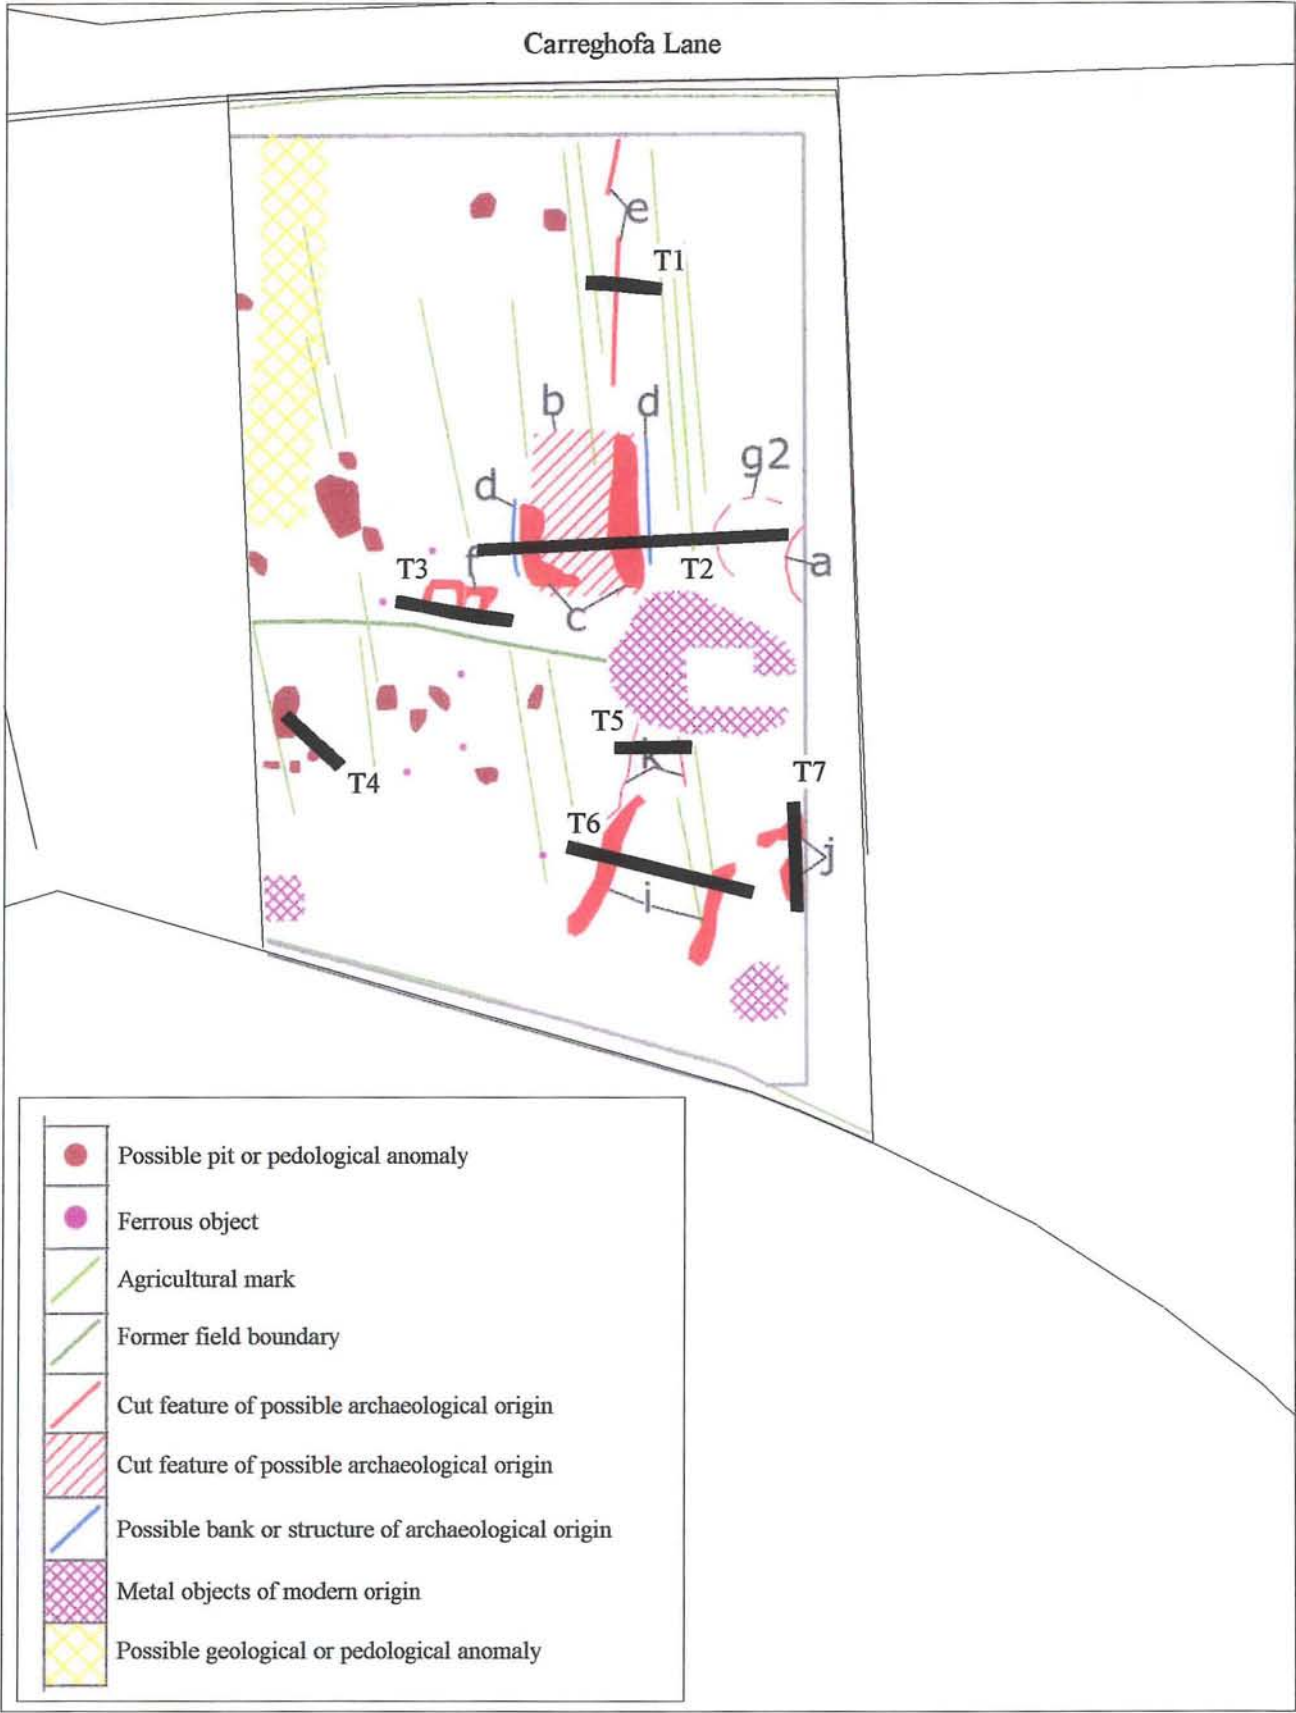 Carreghofa Lane
e
T1
b
d
g2
d
f
T3
T2
a
c
T5
k
T7
T4
T6
j
i
Possible pit or pedological anomaly
Ferrous object
Agricultural mark
Former field boundary
Cut feature of possible archaeological origin
Cut feature of possible archaeological origin
Possible bank or structure of archaeological origin
Metal objects of modern origin
Possible geological or pedological anomaly